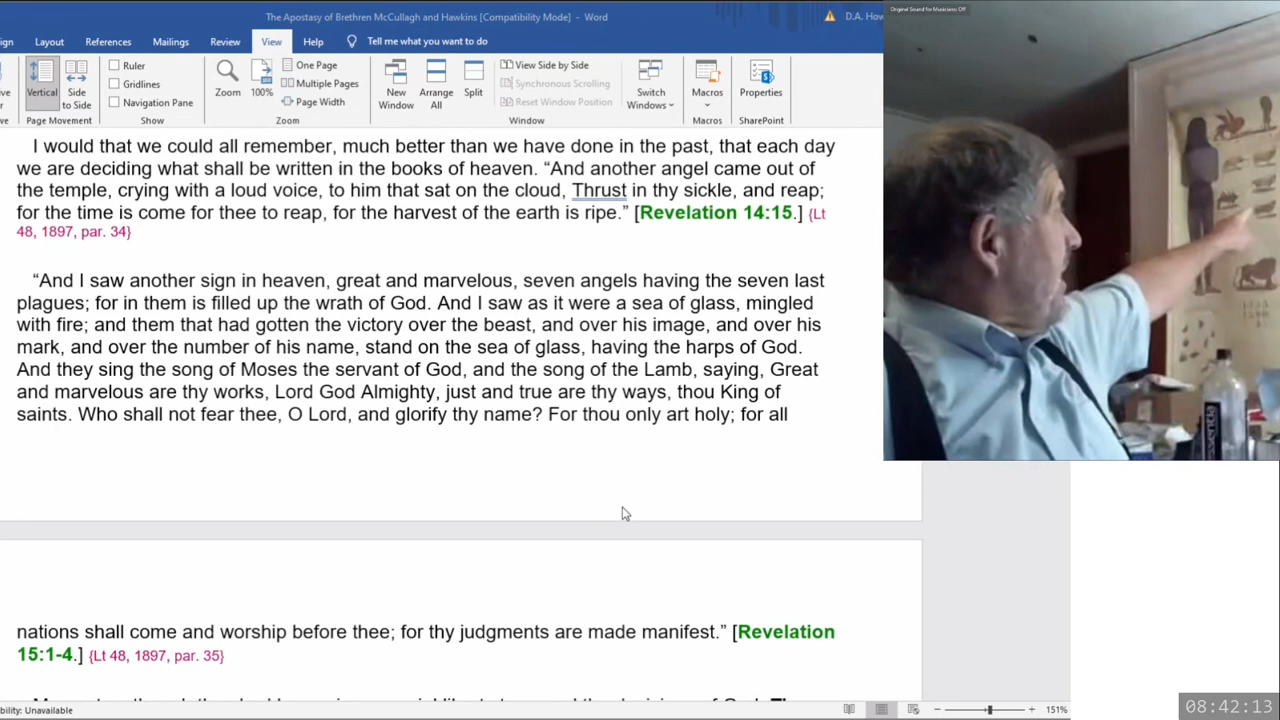 The Apostasy of Brethren McCullagh and Hawkins [Compatibility Mode] - Word
D.A. How
Original Sound for Musicians: Off
ign Layout References Mailings Review View Help Tell me what you want to do
Vertical
Side to Side
Page Movement
Ruler
Gridlines
Navigation Pane
Show
Zoom
100%
One Page
Multiple Pages
Page Width
Zoom
New Window
Arrange All
Split
View Side by Side
Synchronous Scrolling
Reset Window Position
Window
Switch Windows
Macros
Macros
Properties
SharePoint
I would that we could all remember, much better than we have done in the past, that each day
we are deciding what shall be written in the books of heaven. “And another angel came out of
the temple, crying with a loud voice, to him that sat on the cloud, Thrust in thy sickle, and reap;
for the time is come for thee to reap, for the harvest of the earth is ripe.” [Revelation 14:15.] {Lt
48, 1897, par. 34}
“And I saw another sign in heaven, great and marvelous, seven angels having the seven last
plagues; for in them is filled up the wrath of God. And I saw as it were a sea of glass, mingled
with fire; and them that had gotten the victory over the beast, and over his image, and over his
mark, and over the number of his name, stand on the sea of glass, having the harps of God.
And they sing the song of Moses the servant of God, and the song of the Lamb, saying, Great
and marvelous are thy works, Lord God Almighty, just and true are thy ways, thou King of
saints. Who shall not fear thee, O Lord, and glorify thy name? For thou only art holy; for all
nations shall come and worship before thee; for thy judgments are made manifest.” [Revelation
15:1-4.] {Lt 48, 1897, par. 35}
bility: Unavailable
151%
08:42:13